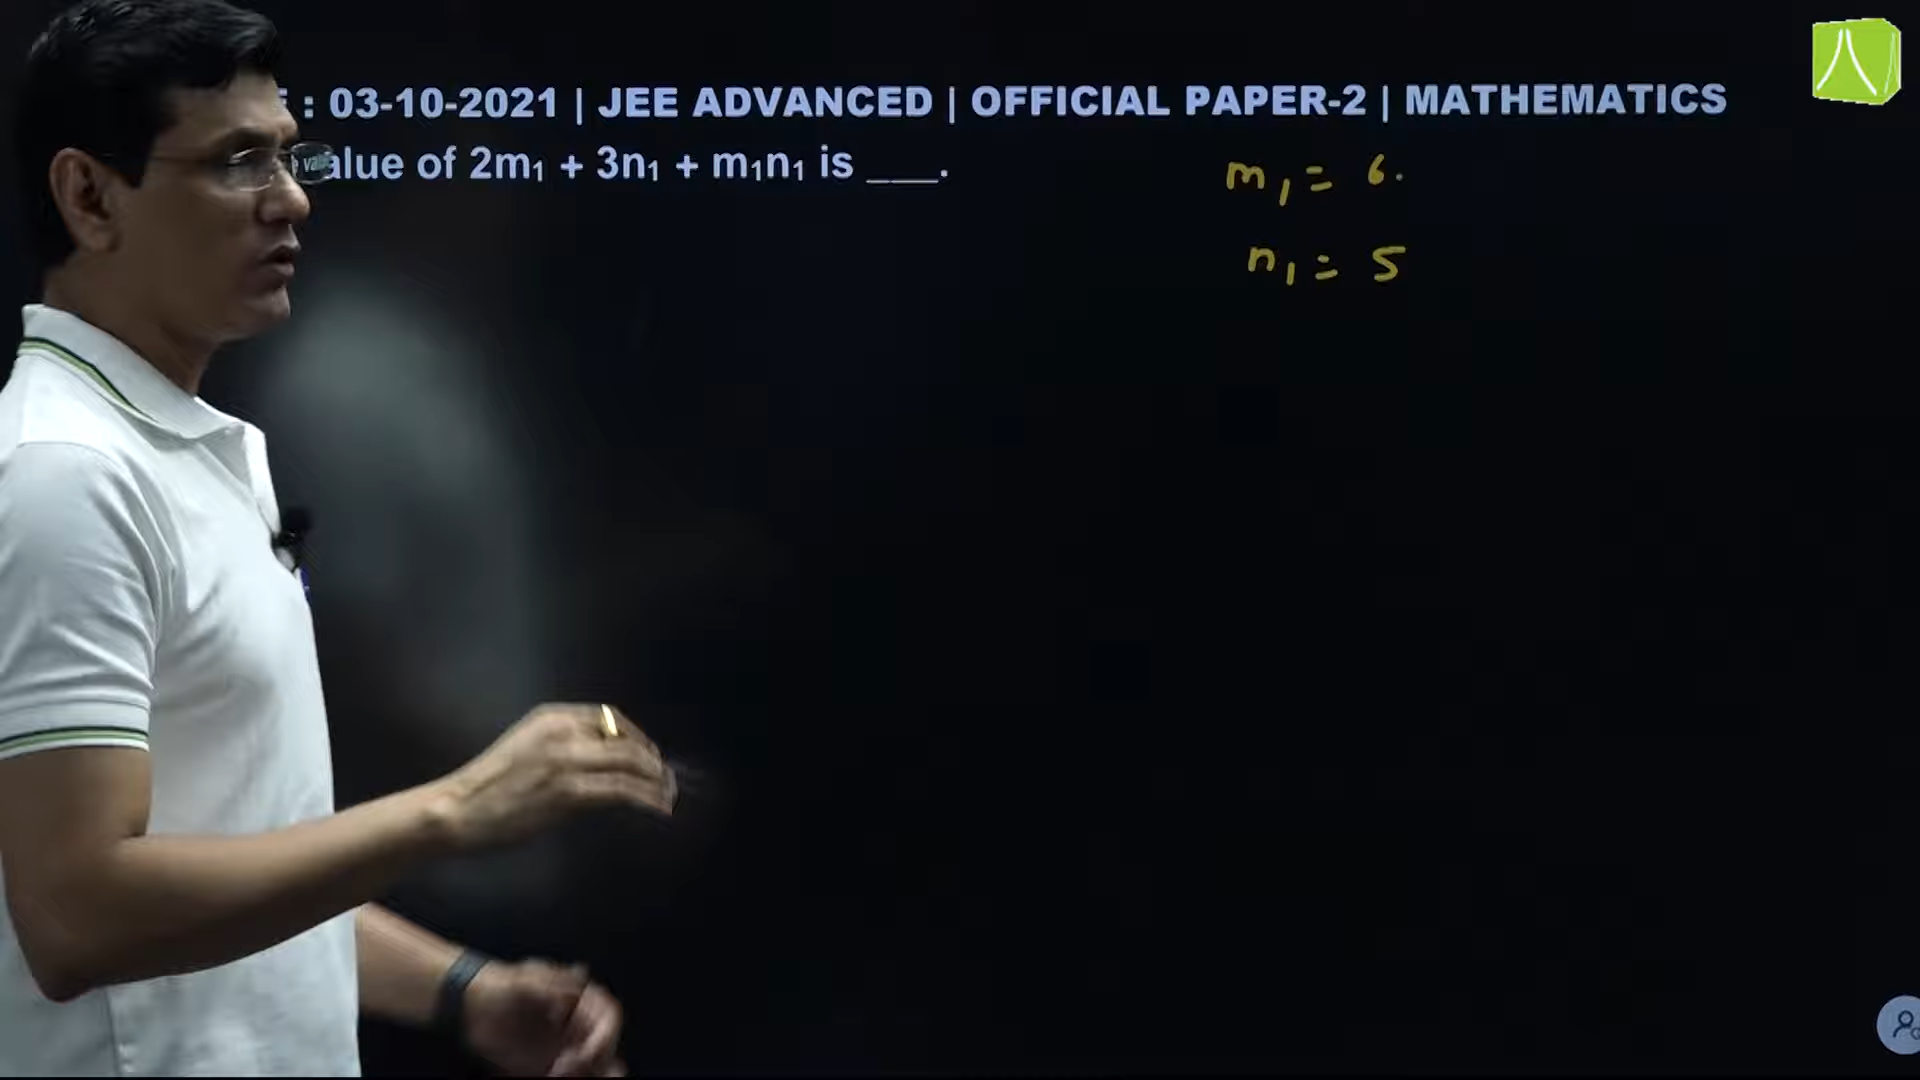 : 03-10-2021 | JEE ADVANCED | OFFICIAL PAPER-2 | MATHEMATICS
alue of 2m₁ + 3n₁ + m₁n₁ is ___.
m₁ = 6.
n₁ = 5